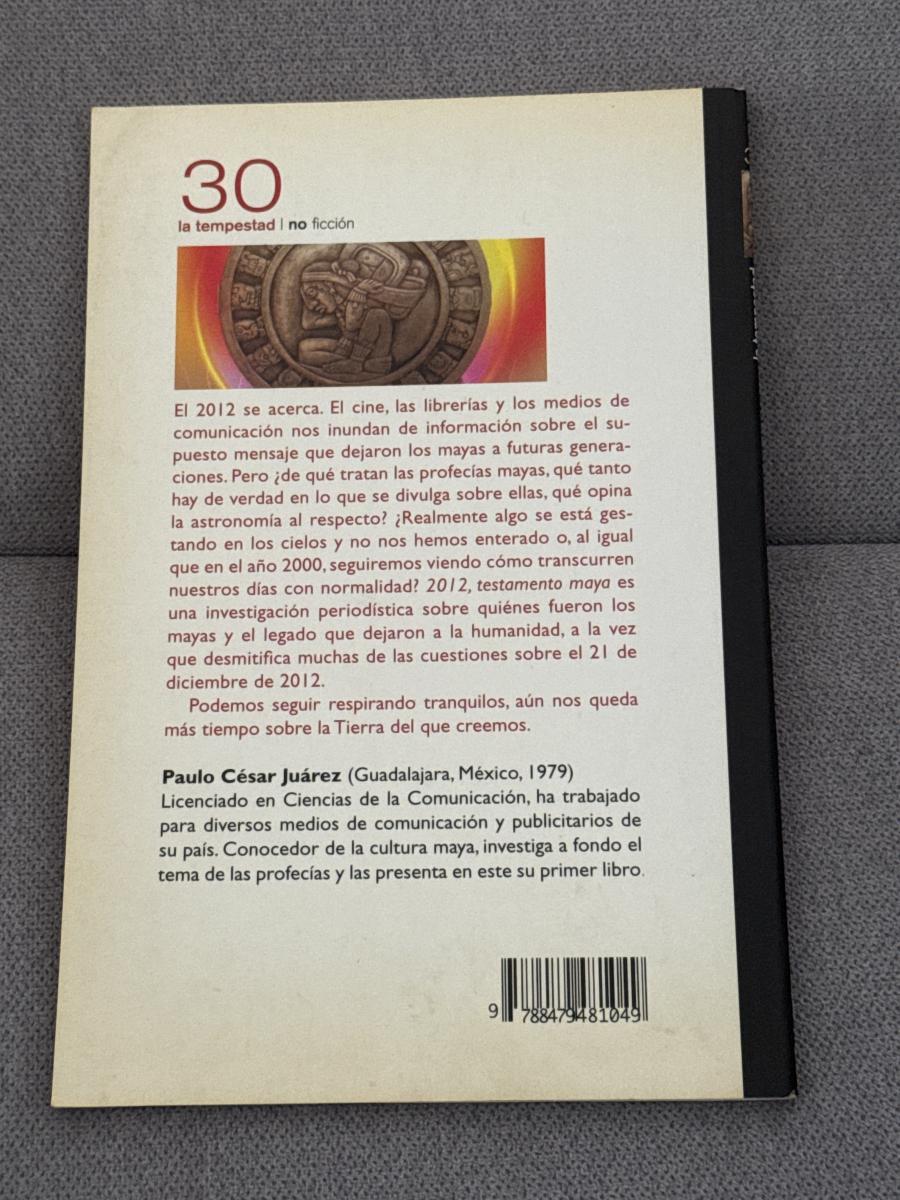 30
la tempestad | no ficción
El 2012 se acerca. El cine, las librerías y los medios de
comunicación nos inundan de información sobre el su-
puesto mensaje que dejaron los mayas a futuras genera-
ciones. Pero ¿de qué tratan las profecías mayas, qué tanto
hay de verdad en lo que se divulga sobre ellas, qué opina
la astronomía al respecto? ¿Realmente algo se está ges-
tando en los cielos y no nos hemos enterado o, al igual
que en el año 2000, seguiremos viendo cómo transcurren
nuestros días con normalidad? 2012, testamento maya es
una investigación periodística sobre quiénes fueron los
mayas y el legado que dejaron a la humanidad, a la vez
que desmitifica muchas de las cuestiones sobre el 21 de
diciembre de 2012.
Podemos seguir respirando tranquilos, aún nos queda
más tiempo sobre la Tierra del que creemos.
Paulo César Juárez (Guadalajara, México, 1979)
Licenciado en Ciencias de la Comunicación, ha trabajado
para diversos medios de comunicación y publicitarios de
su país. Conocedor de la cultura maya, investiga a fondo el
tema de las profecías y las presenta en este su primer libro.
9 788479481049